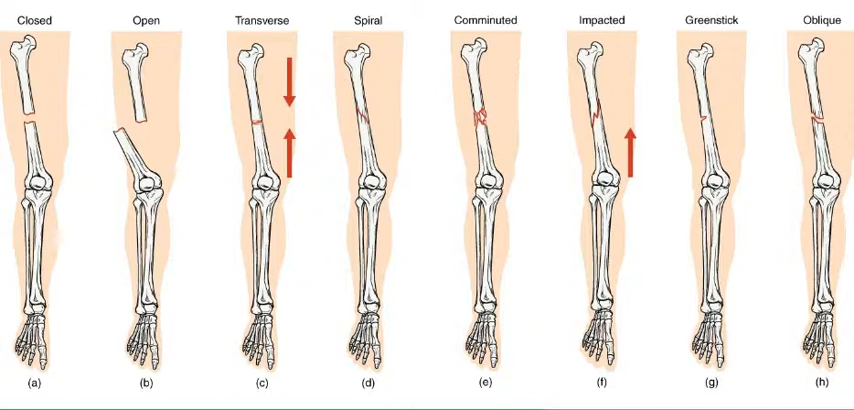 Closed Open Transverse Spiral Comminuted Impacted Greenstick Oblique
(a) (b) (c) (d) (e) (f) (g) (h)